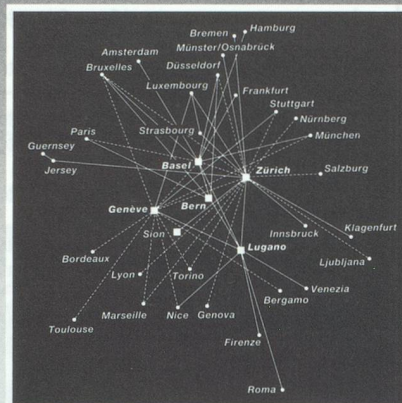 Hamburg
Bremen
Münster/Osnabrück
Amsterdam
Düsseldorf
Bruxelles
Luxembourg
Frankfurt
Stuttgart
Nürnberg
Strasbourg
Paris
München
Guernsey
Basel
Zürich
Jersey
Salzburg
Genève
Bern
Sion
Innsbruck
Klagenfurt
Lugano
Bordeaux
Ljubljana
Lyon
Torino
Venezia
Bergamo
Marseille
Nice
Genova
Toulouse
Firenze
Roma